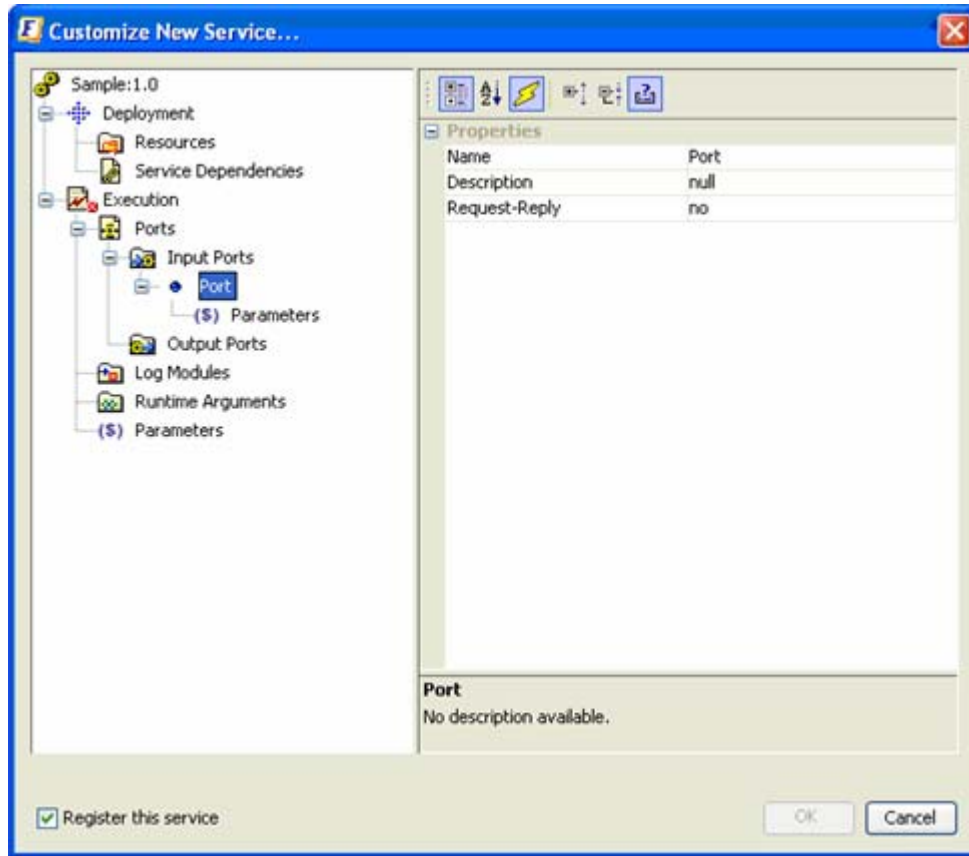 Customize New Service...
Sample:1.0
Deployment
Resources
Service Dependencies
Execution
Ports
Input Ports
Port
($) Parameters
Output Ports
Log Modules
Runtime Arguments
($) Parameters
Properties
Name Port
Description null
Request-Reply no
Port
No description available.
Register this service
OK
Cancel